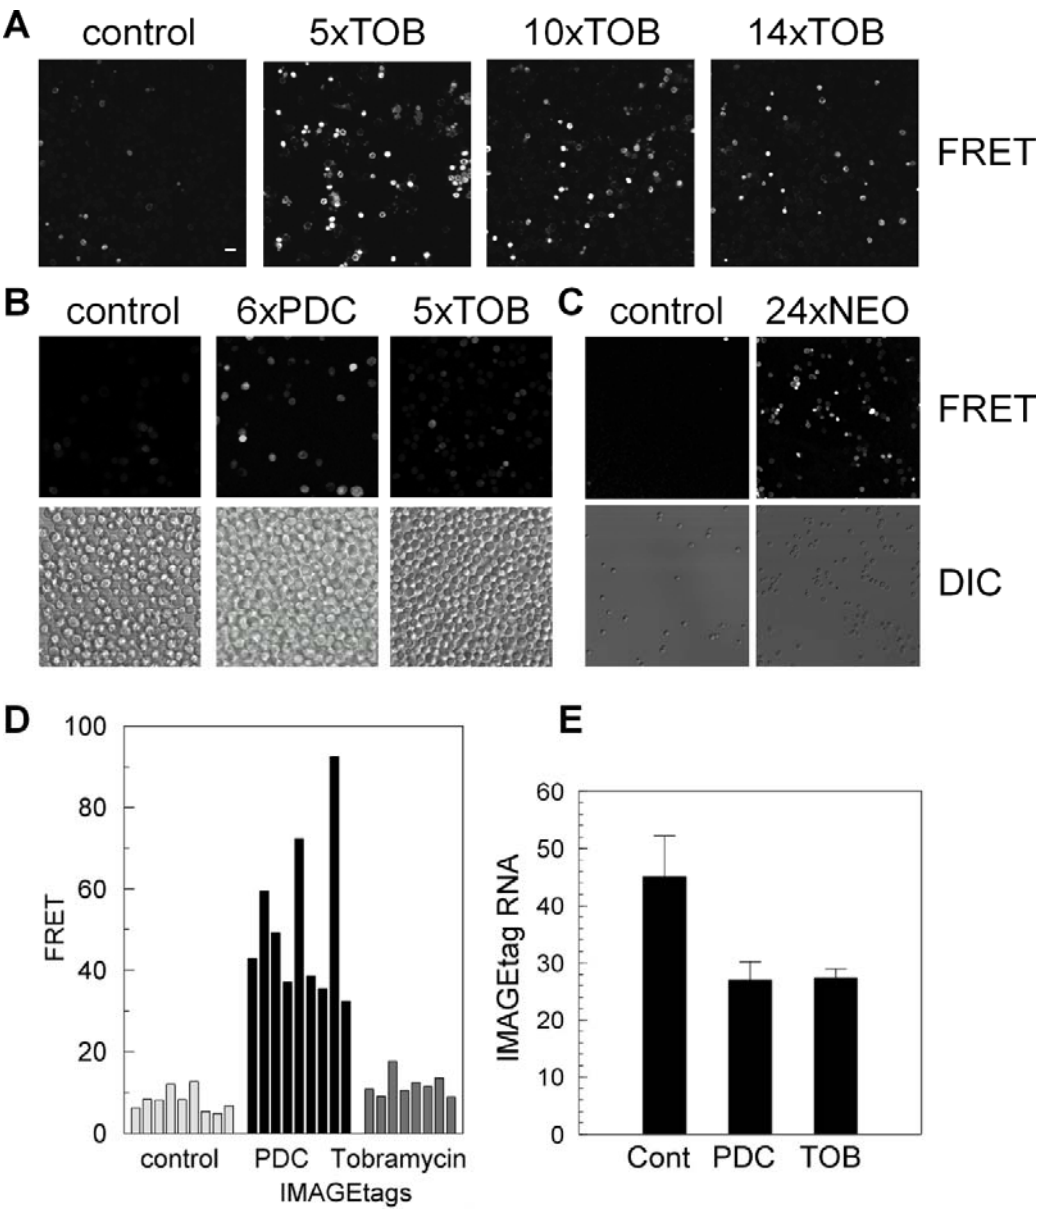 A
control 5xTOB 10xTOB 14xTOB
FRET
B control 6xPDC 5xTOB C control 24xNEO
FRET
DIC
D
100
80
60
40
20
0
FRET
control PDC Tobramycin
IMAGEtags
E
60
50
40
30
20
10
0
IMAGEtag RNA
Cont PDC TOB